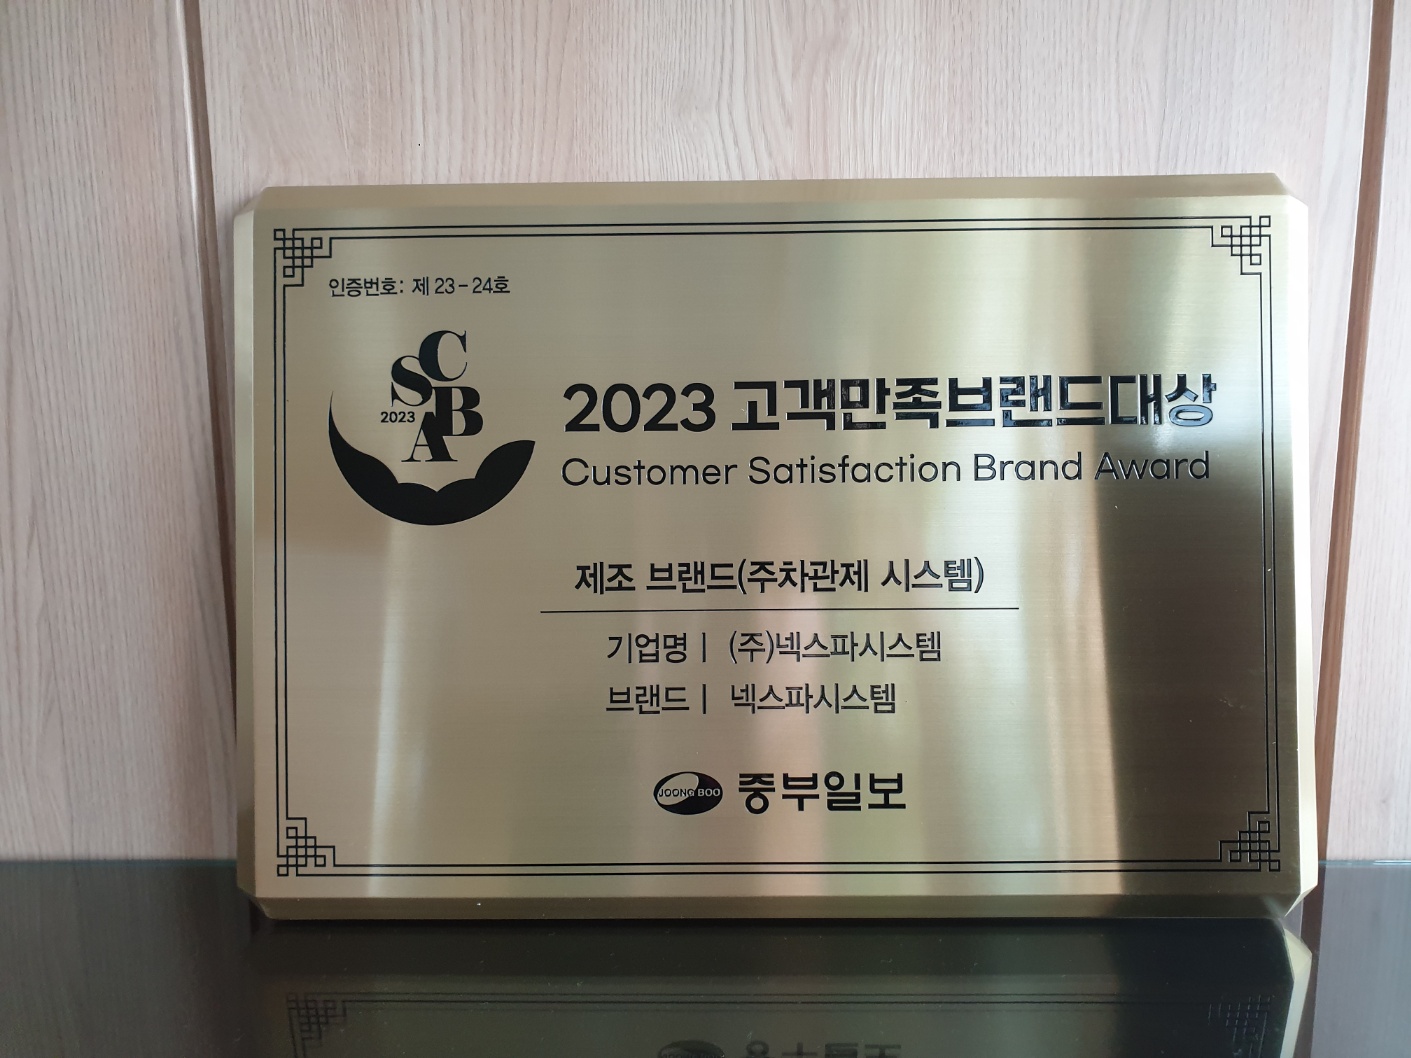 인증번호: 제 23-24호
C
S
B
2023
A
2023 고객만족브랜드대상
Customer Satisfaction Brand Award
제조 브랜드(주차관제 시스템)
기업명 | (주)넥스파시스템
브랜드 | 넥스파시스템
JOONG BOO 중부일보